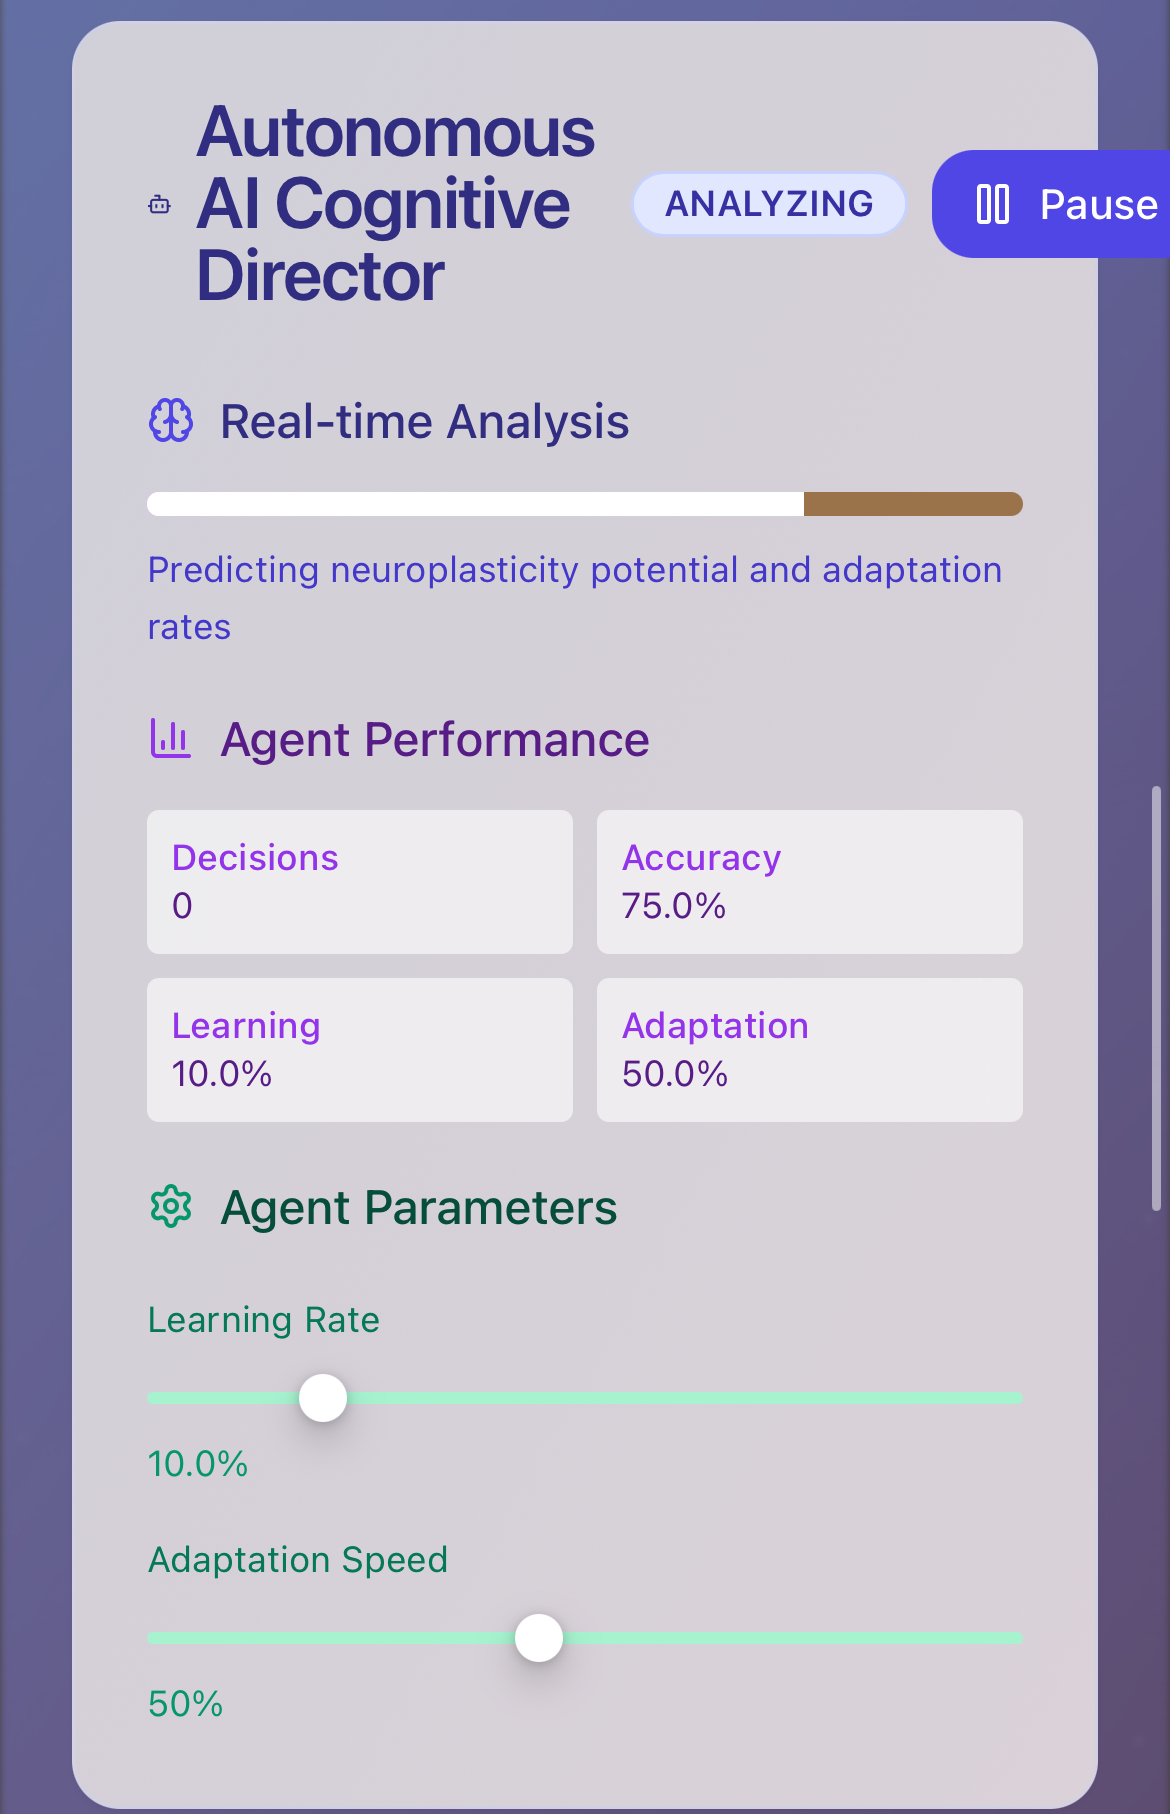 Autonomous
AI Cognitive
Director
ANALYZING
Pause
Real-time Analysis
Predicting neuroplasticity potential and adaptation
rates
Agent Performance
Decisions
0
Accuracy
75.0%
Learning
10.0%
Adaptation
50.0%
Agent Parameters
Learning Rate
10.0%
Adaptation Speed
50%